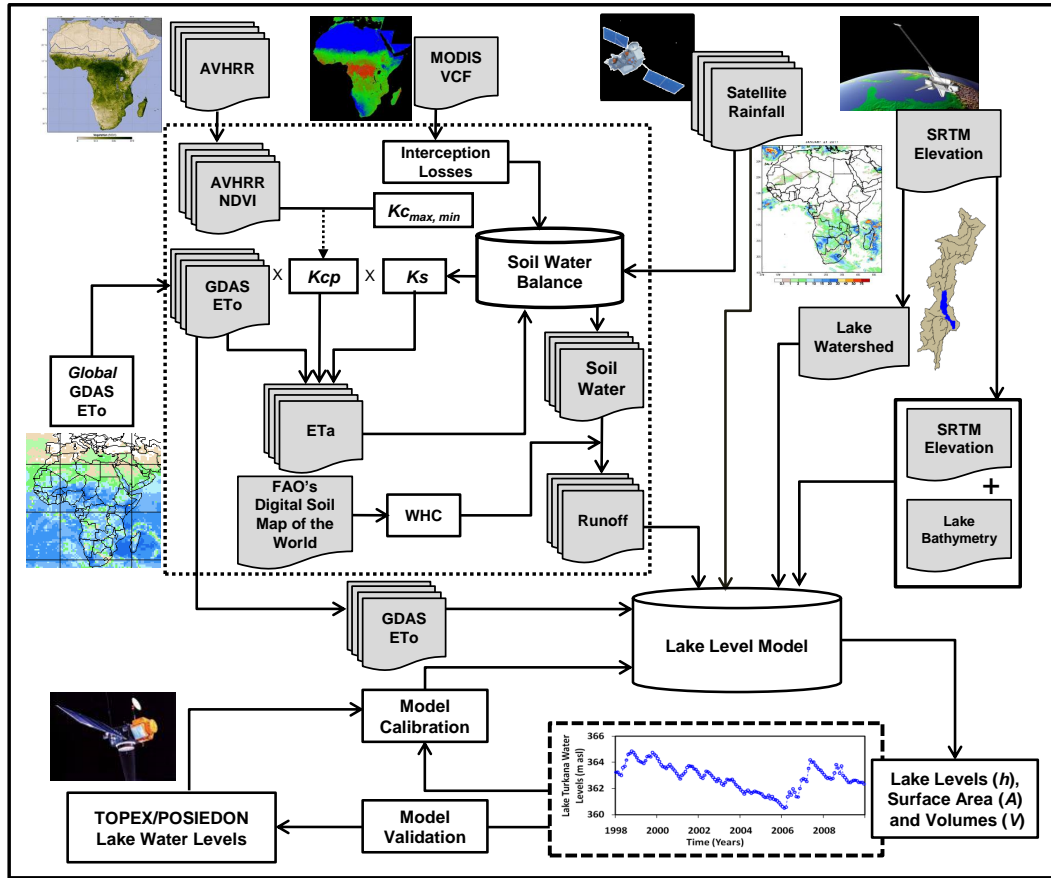 AVHRR
MODIS
VCF
Satellite
Rainfall
SRTM
Elevation
AVHRR
NDVI
Interception
Losses
Kc max, min
GDAS
ETo
X
Kcp
X
Ks
Soil Water
Balance
Lake
Watershed
Global
GDAS
ETo
ETa
Soil
Water
SRTM
Elevation
+
Lake
Bathymetry
FAO's
Digital Soil
Map of the
World
WHC
Runoff
GDAS
ETo
Lake Level Model
Model
Calibration
TOPEX/POSIEDON
Lake Water Levels
Model
Validation
Lake Turkana Water
Levels (m asl)
366
364
362
360
1998
2000
2002
2004
2006
2008
Time (Years)
Lake Levels (h),
Surface Area (A)
and Volumes (V)